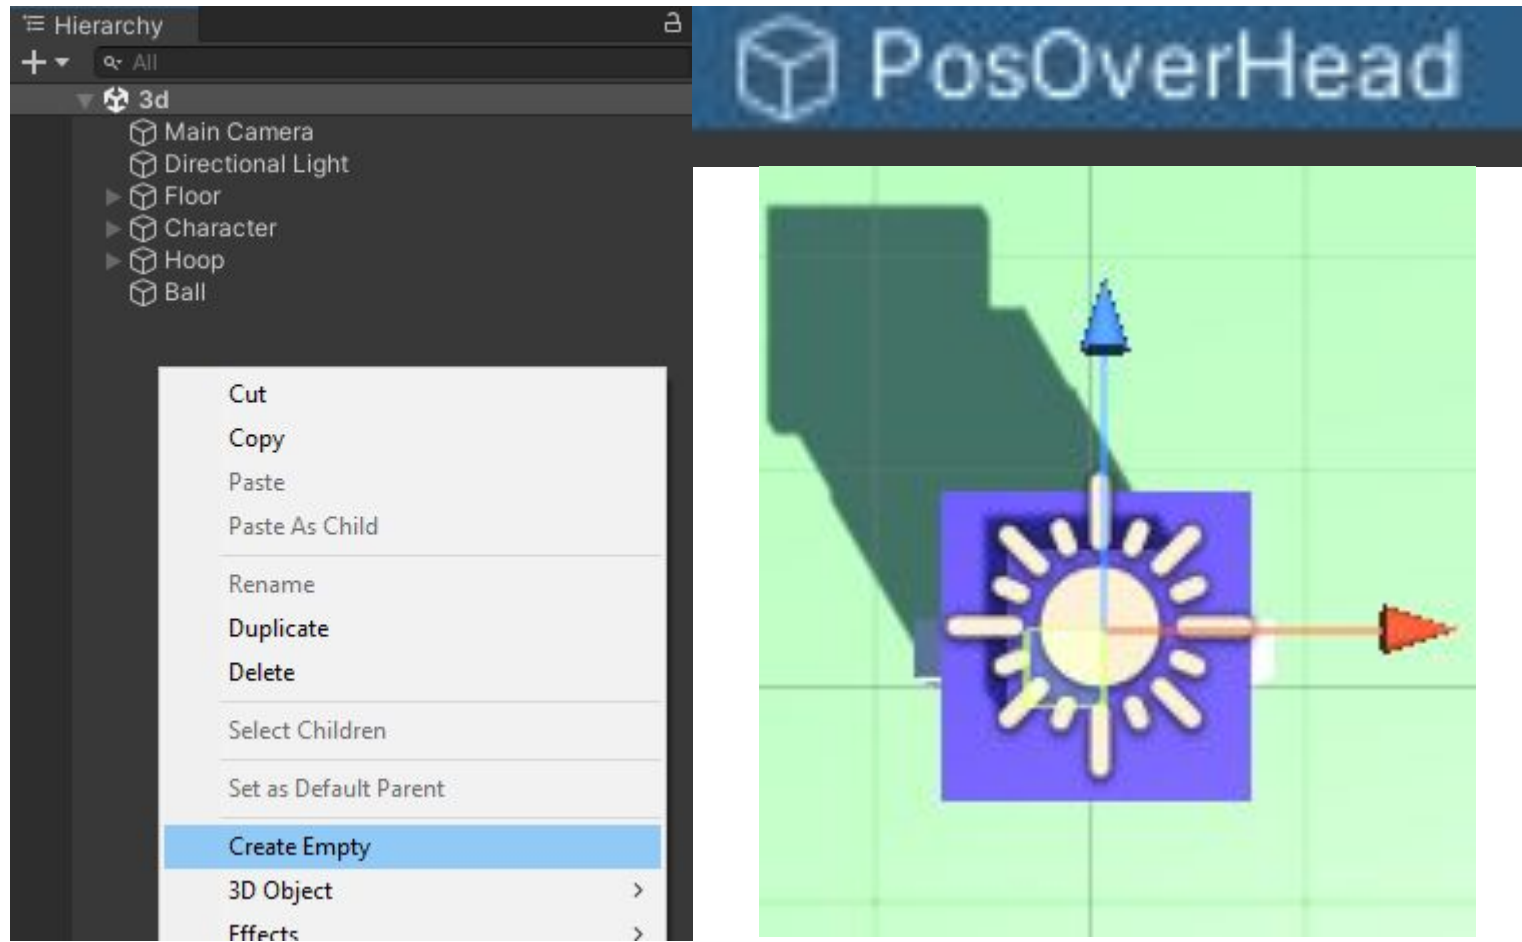 Hierarchy
All
3d
Main Camera
Directional Light
Floor
Character
Hoop
Ball
Cut
Copy
Paste
Paste As Child
Rename
Duplicate
Delete
Select Children
Set as Default Parent
Create Empty
3D Object
Effects
PosOverHead